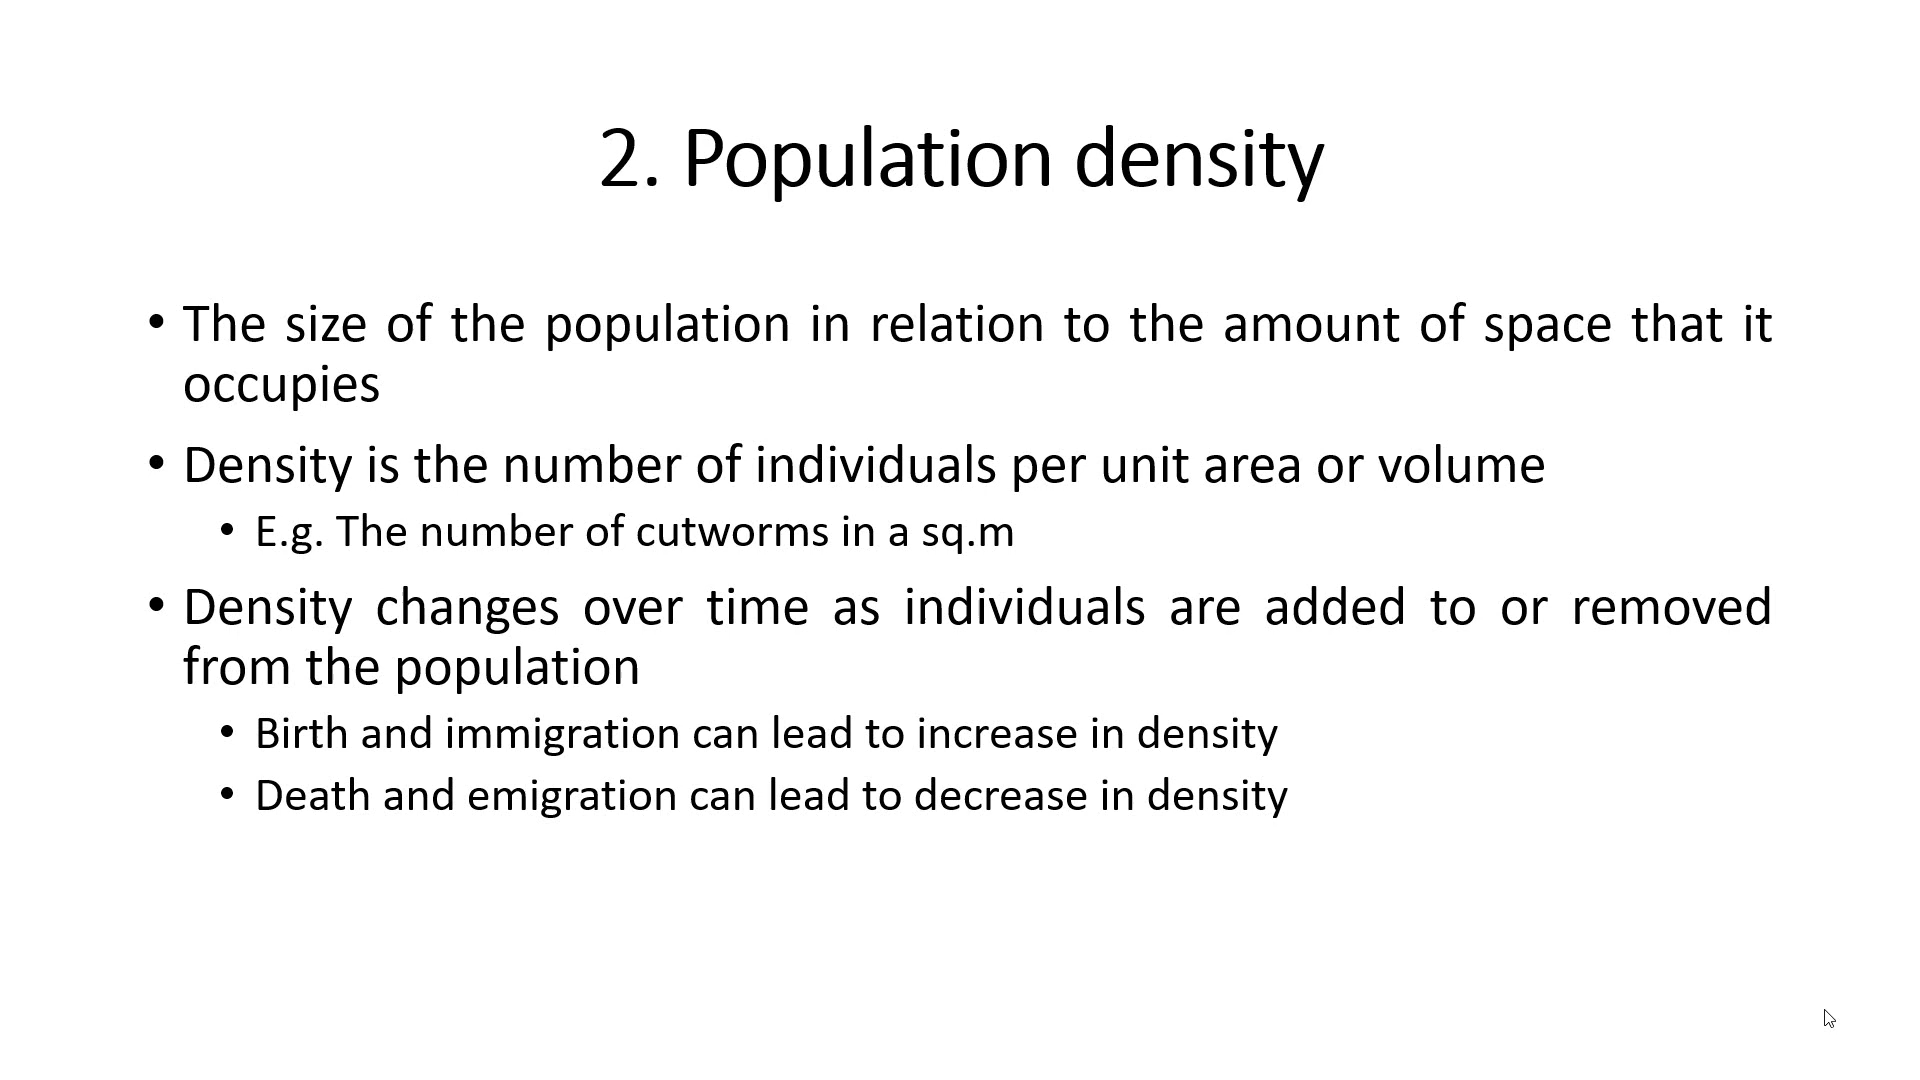 2. Population density
• The size of the population in relation to the amount of space that it
occupies
• Density is the number of individuals per unit area or volume
• E.g. The number of cutworms in a sq.m
• Density changes over time as individuals are added to or removed
from the population
• Birth and immigration can lead to increase in density
• Death and emigration can lead to decrease in density